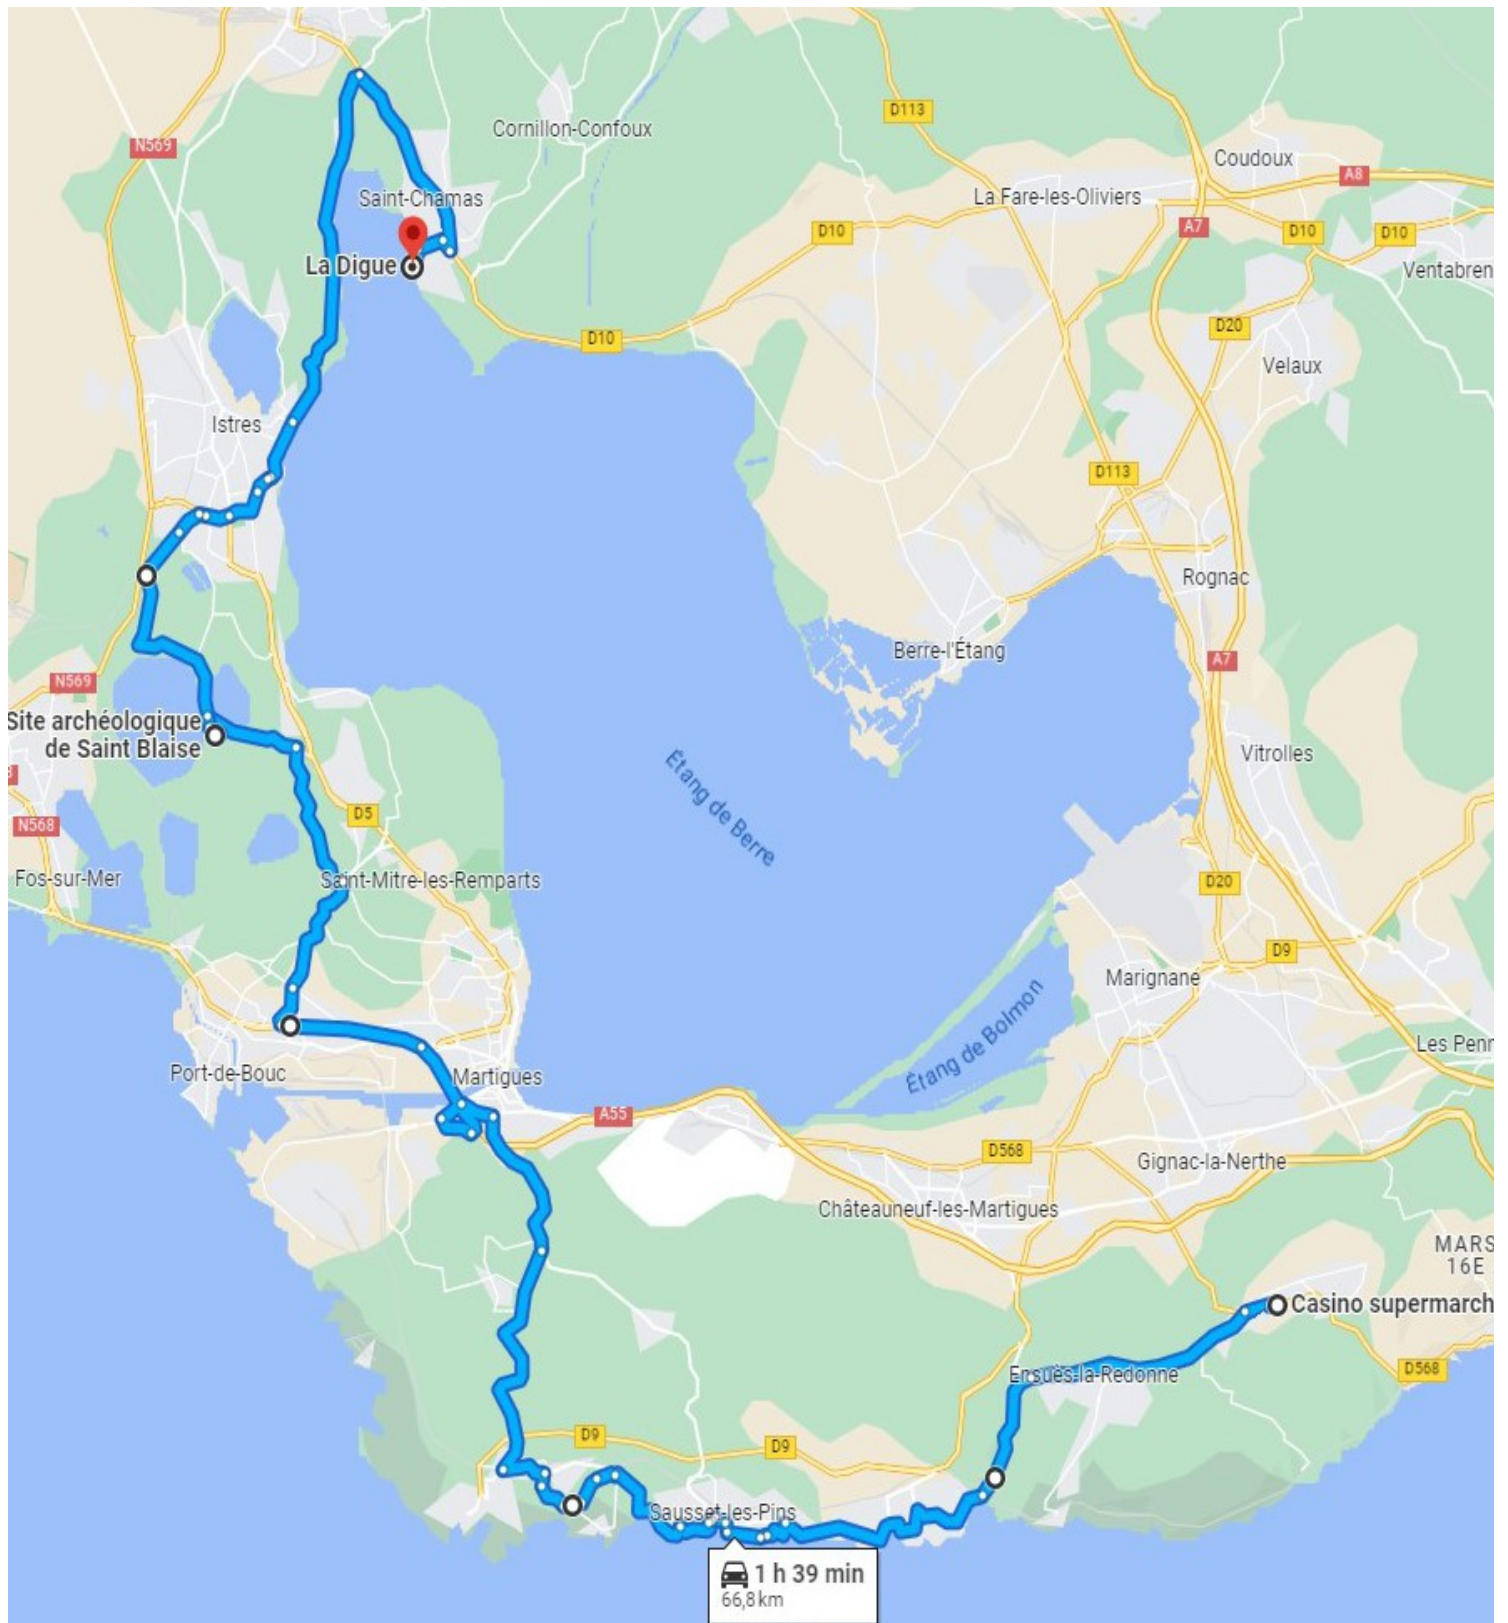 Cornillon-Confoux
D113
N569
Coudoux
A8
Saint-Chamas
La Fare-les-Oliviers
A7
D10
D10
D10
La Digue
Ventabren
D20
D10
Velaux
Istres
D113
Rognac
Berre-l'Étang
A7
N569
Site archéologique
de Saint Blaise
Vitrolles
Étang de Berre
D5
N568
Fos-sur-Mer
Saint-Mitre-les-Remparts
D20
D9
Marignane
Étang de Bolmon
Les Penn
Port-de-Bouc
Martigues
A55
D568
Gignac-la-Nerthe
Châteauneuf-les-Martigues
MARS
16E
Casino supermarch
Ensuès-la-Redonne
D568
D9
D9
Sausset-les-Pins
1 h 39 min
66,8 km